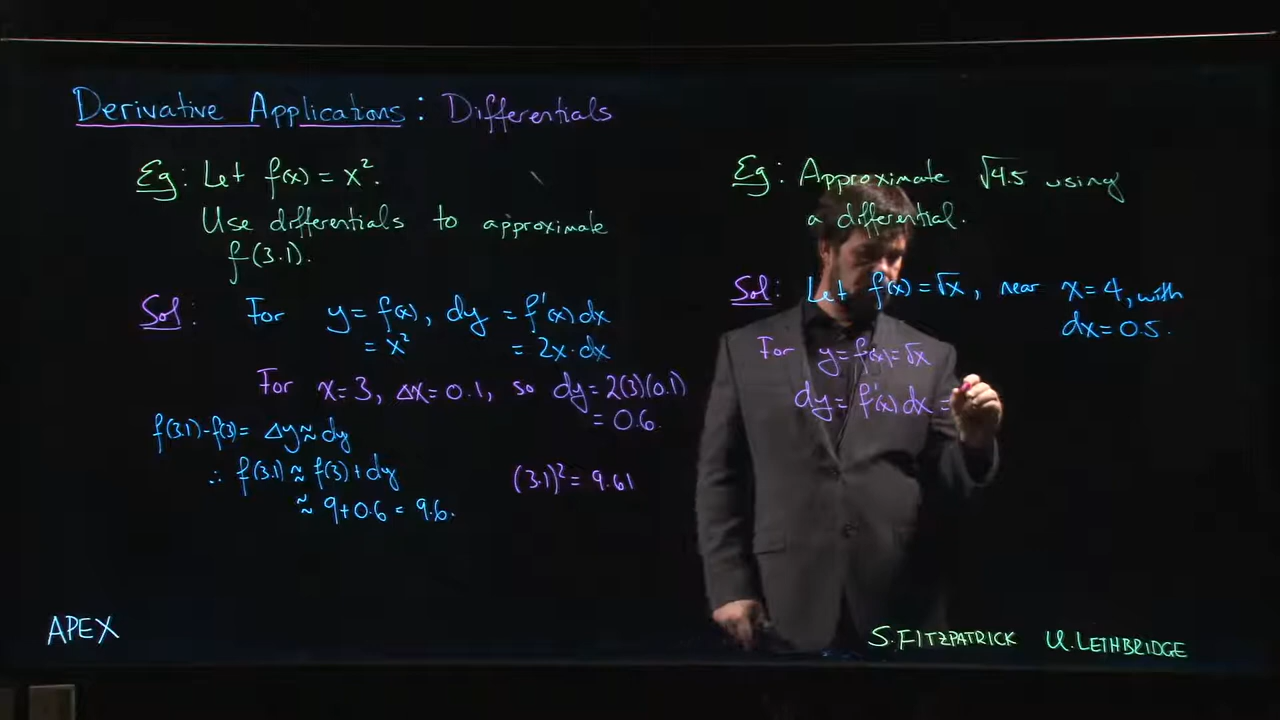 Derivative Applications: Differentials
Eg: Let f(x) = x².
Use differentials to approximate
f(3.1).
Sol: For y = f(x), dy = f'(x) dx
= x² = 2x·dx
For x=3, Δx=0.1, so dy = 2(3)(0.1)
= 0.6.
f(3.1)-f(3) = Δy ≈ dy
∴ f(3.1) ≈ f(3) + dy
≈ 9+0.6 = 9.6.
(3.1)² = 9.61
Eg: Approximate √4.5 using
a differential.
Sol: Let f(x) = √x, near x=4, with
dx=0.5.
For y = f(x) = √x
dy = f'(x) dx =
APEX
S. FITZPATRICK U. LETHBRIDGE